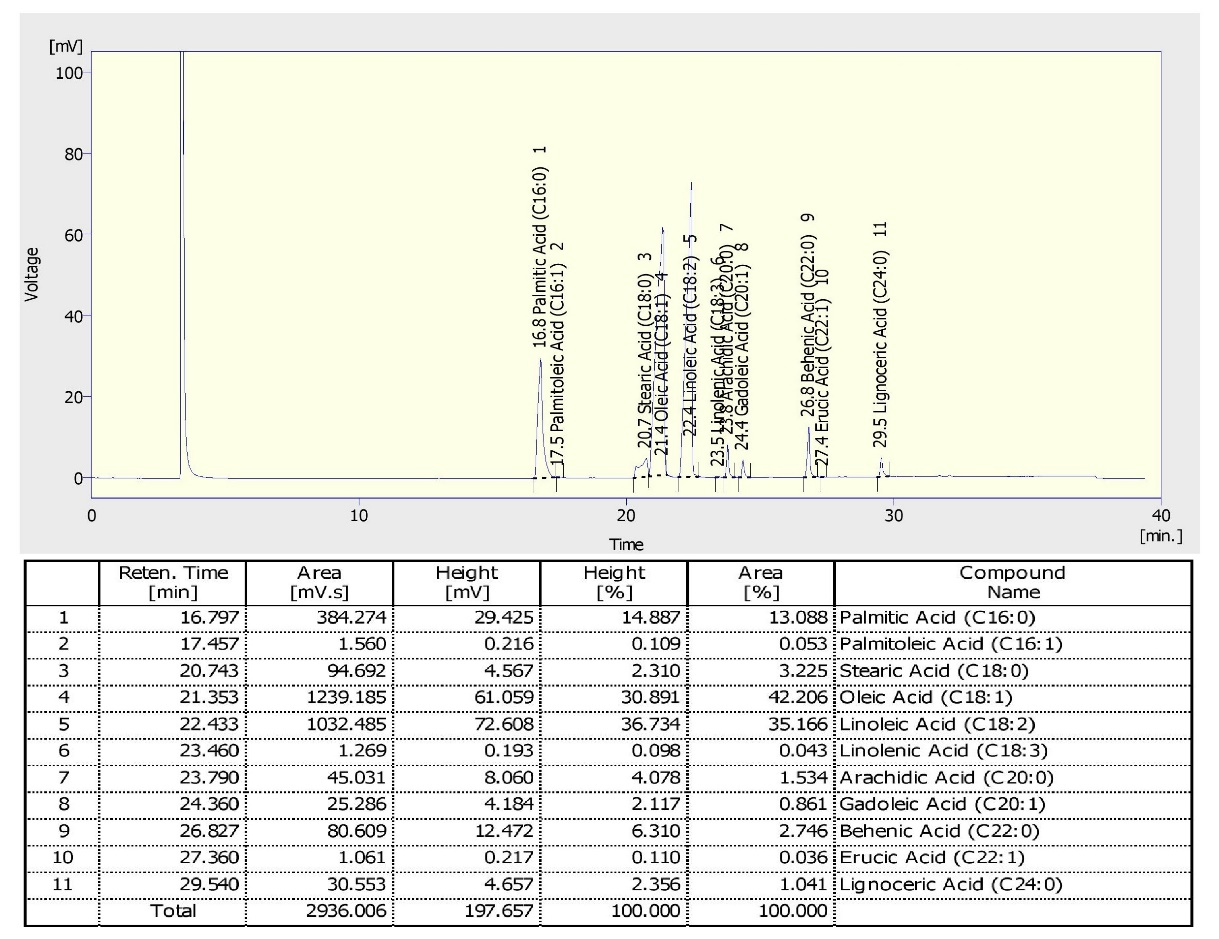 [mV]
100
80
60
40
20
0
Voltage
16.8 Palmitic Acid (C16:0) 1
17.5 Palmitoleic Acid (C16:1) 2
20.7 Stearic Acid (C18:0) 3
21.4 Oleic Acid (C18:1) 4
22.4 Linoleic Acid (C18:2) 5
23.5 Linolenic Acid (C18:3) 6
23.8 Arachidic Acid (C20:0) 7
24.4 Gadoleic Acid (C20:1) 8
26.8 Behenic Acid (C22:0) 9
27.4 Erucic Acid (C22:1) 10
29.5 Lignoceric Acid (C24:0) 11
0 10 20 30 40
[min.]
Time
Reten. Time Area Height Height Area Compound
[min] [mV.s] [mV] [%] [%] Name
1 16.797 384.274 29.425 14.887 13.088 Palmitic Acid (C16:0)
2 17.457 1.560 0.216 0.109 0.053 Palmitoleic Acid (C16:1)
3 20.743 94.692 4.567 2.310 3.225 Stearic Acid (C18:0)
4 21.353 1239.185 61.059 30.891 42.206 Oleic Acid (C18:1)
5 22.433 1032.485 72.608 36.734 35.166 Linoleic Acid (C18:2)
6 23.460 1.269 0.193 0.098 0.043 Linolenic Acid (C18:3)
7 23.790 45.031 8.060 4.078 1.534 Arachidic Acid (C20:0)
8 24.360 25.286 4.184 2.117 0.861 Gadoleic Acid (C20:1)
9 26.827 80.609 12.472 6.310 2.746 Behenic Acid (C22:0)
10 27.360 1.061 0.217 0.110 0.036 Erucic Acid (C22:1)
11 29.540 30.553 4.657 2.356 1.041 Lignoceric Acid (C24:0)
Total 2936.006 197.657 100.000 100.000